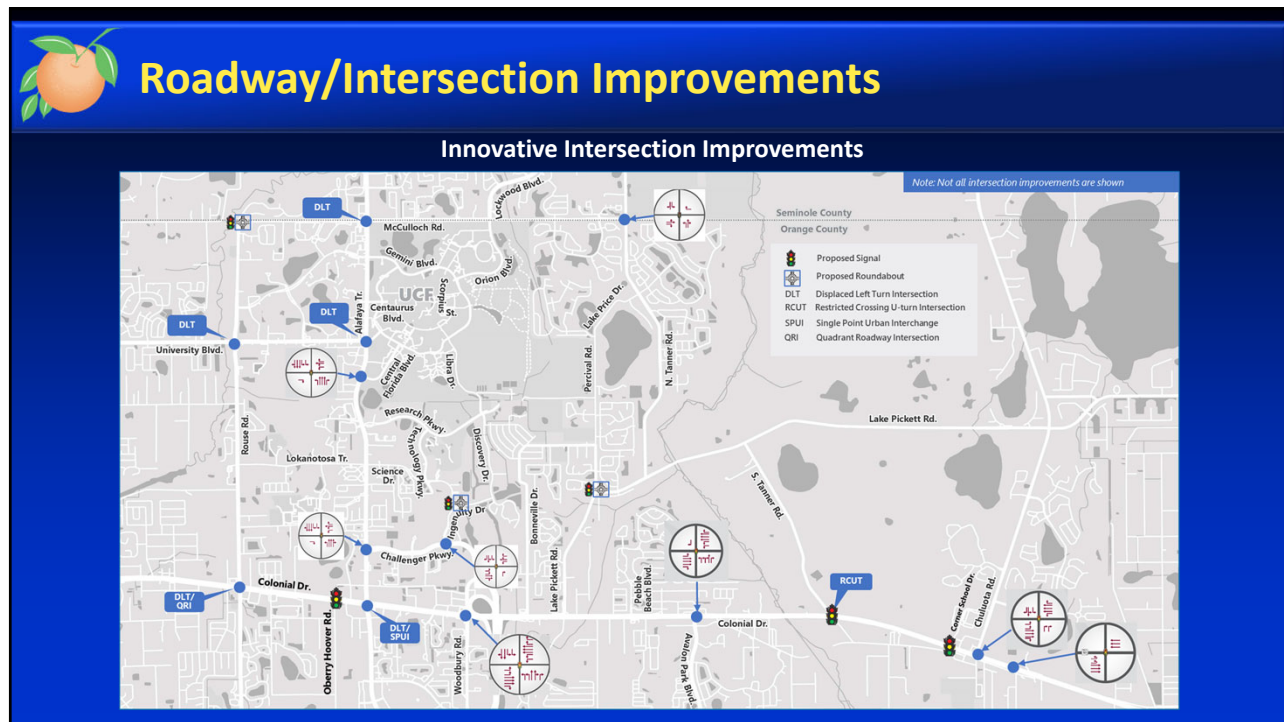 Roadway/Intersection Improvements
Innovative Intersection Improvements
Note: Not all intersection improvements are shown
Lockwood Blvd.
DLT
McCulloch Rd.
Seminole County
Orange County
Proposed Signal
Proposed Roundabout
DLT Displaced Left Turn Intersection
RCUT Restricted Crossing U-turn Intersection
SPUI Single Point Urban Interchange
QRI Quadrant Roadway Intersection
Gemini Blvd.
Orion Blvd.
UCF
Scorpius
St.
Centaurus
Blvd.
Alafaya Tr.
Lake Price Dr.
DLT
DLT
University Blvd.
Central
Florida Blvd.
Libra Dr.
Percival Rd.
N. Tanner Rd.
Research Pkwy.
Technology Pkwy.
Discovery Dr.
Lake Pickett Rd.
Rouse Rd.
Lokanotosa Tr.
Science
Dr.
S. Tanner Rd.
Ingenuity Dr
Bonneville Dr.
Challenger Pkwy.
Lake Pickett Rd.
Colonial Dr.
DLT/
QRI
Oberry Hoover Rd.
DLT/
SPUI
Woodbury Rd.
Pebble
Beach Blvd.
Avalon Park Blvd.
Colonial Dr.
RCUT
Corner School Dr.
Chuluota Rd.